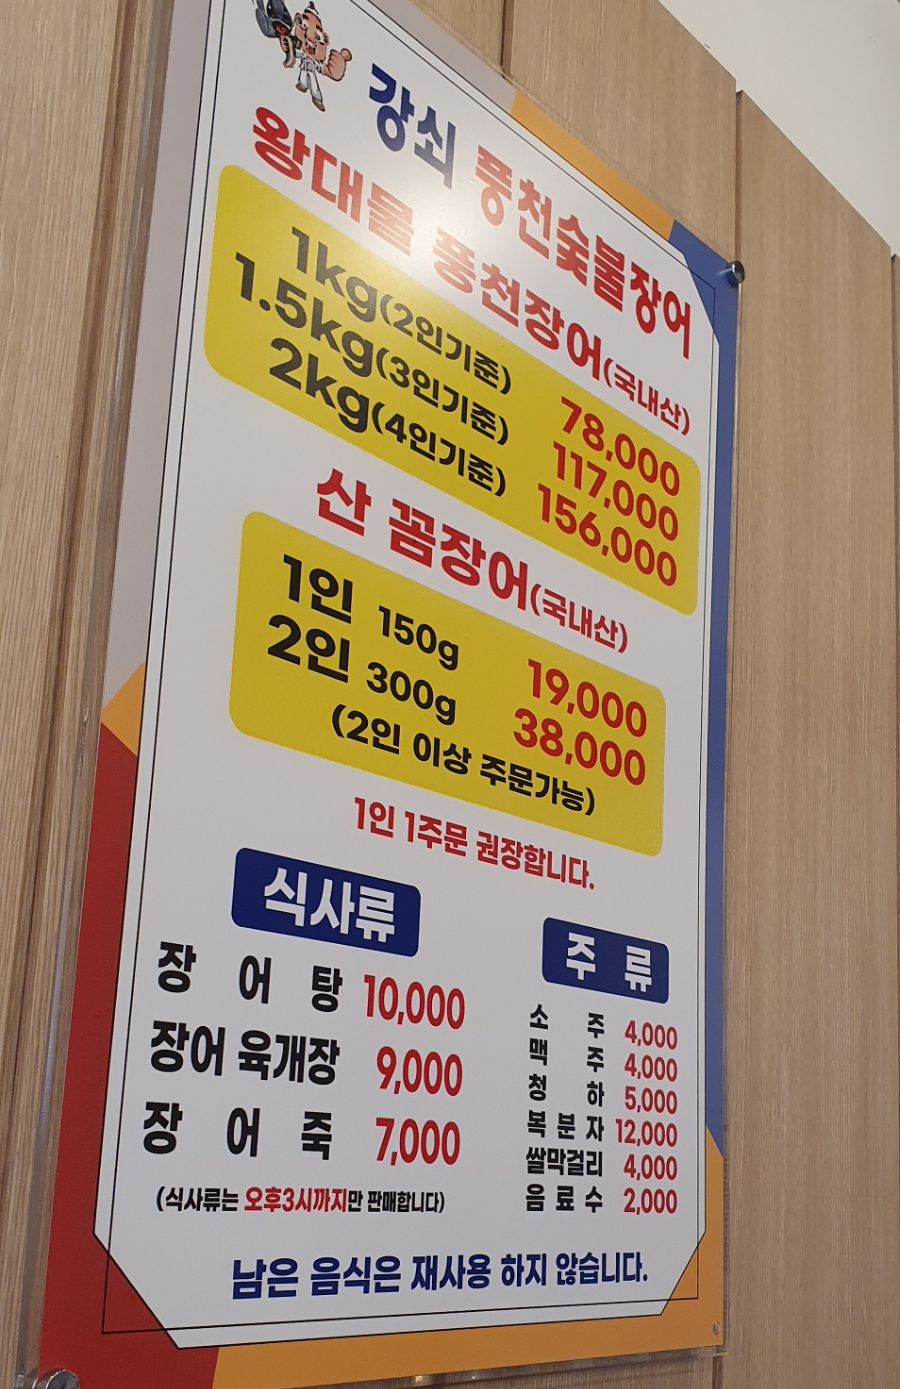 강쇠 풍천숯불장어
왕대물 풍천장어(국내산)
1kg(2인기준) 78,000
1.5kg(3인기준) 117,000
2kg(4인기준) 156,000
산 꼼장어(국내산)
1인 150g 19,000
2인 300g 38,000
(2인 이상 주문가능)
1인 1주문 권장합니다.
식사류
장 어 탕 10,000
장어 육개장 9,000
장 어 죽 7,000
(식사류는 오후3시까지만 판매합니다)
주 류
소 주 4,000
맥 주 4,000
청 하 5,000
복 분 자 12,000
쌀막걸리 4,000
음 료 수 2,000
남은 음식은 재사용 하지 않습니다.